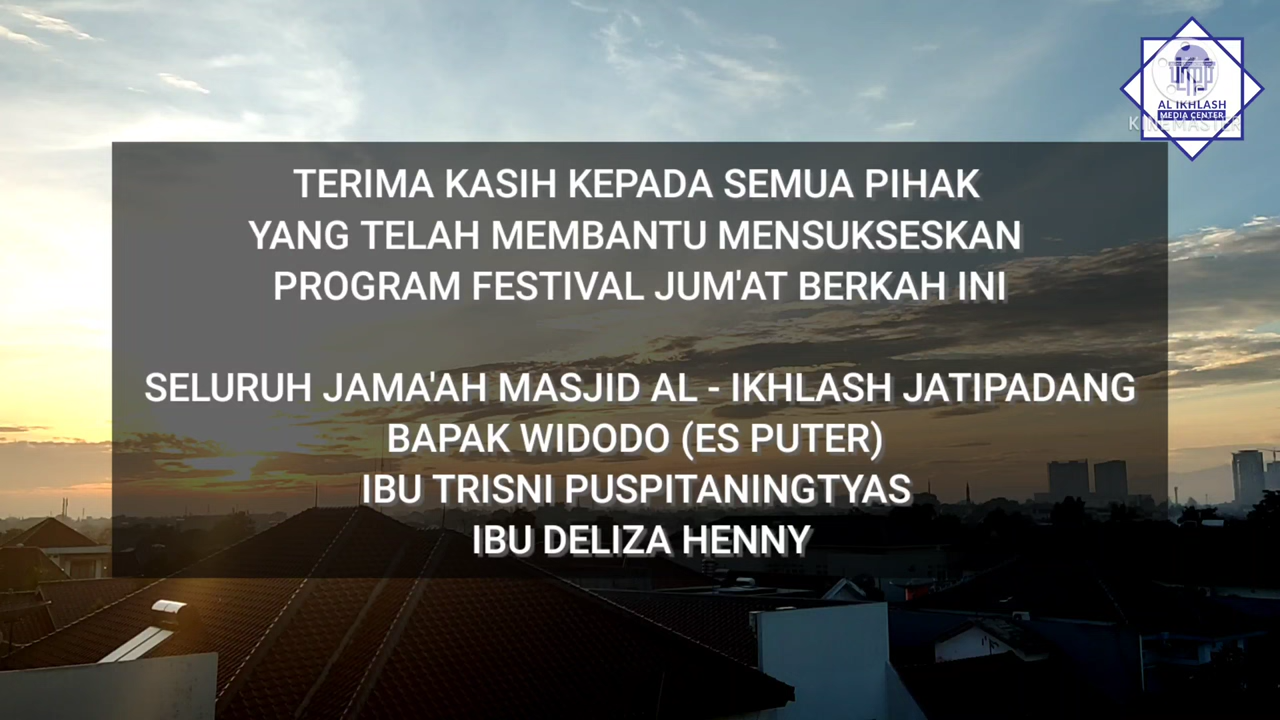 AL IKHLASH
MEDIA CENTER
KINEMASTER
TERIMA KASIH KEPADA SEMUA PIHAK
YANG TELAH MEMBANTU MENSUKSESKAN
PROGRAM FESTIVAL JUM'AT BERKAH INI
SELURUH JAMA'AH MASJID AL - IKHLASH JATIPADANG
BAPAK WIDODO (ES PUTER)
IBU TRISNI PUSPITANINGTYAS
IBU DELIZA HENNY